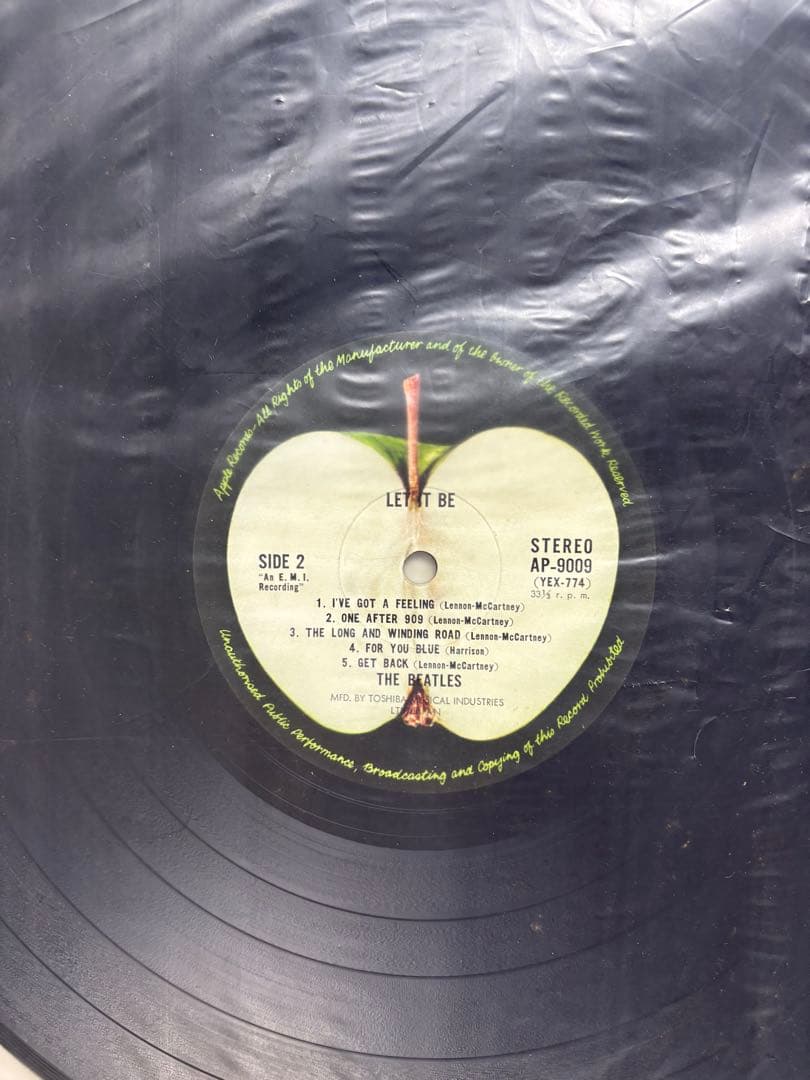 Apple Records-All Rights of the Manufacturer and of the Owner of the Recorded Work Reserved
LET IT BE
SIDE 2
"An E.M.I.
Recording"
STEREO
AP-9009
(YEX-774)
33⅓ r.p.m.
1. I'VE GOT A FEELING (Lennon-McCartney)
2. ONE AFTER 909 (Lennon-McCartney)
3. THE LONG AND WINDING ROAD (Lennon-McCartney)
4. FOR YOU BLUE (Harrison)
5. GET BACK (Lennon-McCartney)
THE BEATLES
MFD. BY TOSHIBA MUSICAL INDUSTRIES
LTD. JAPAN
Unauthorised Public Performance, Broadcasting and Copying of this Record Prohibited